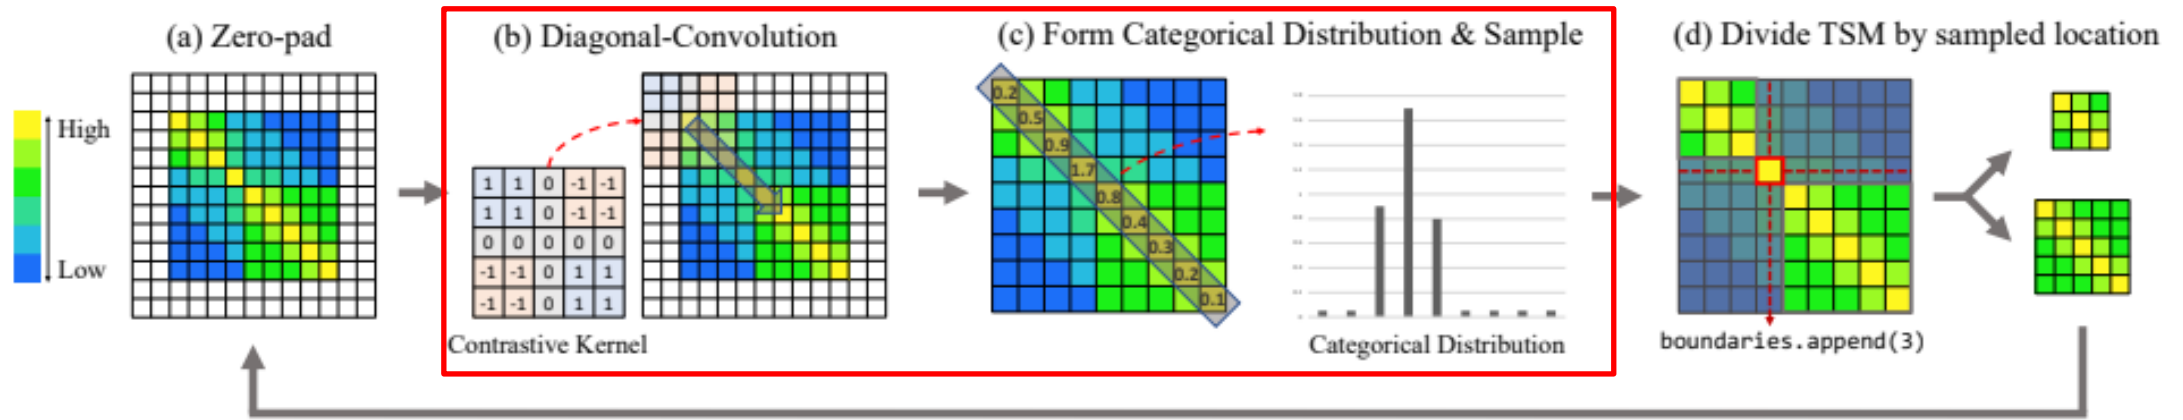 (a) Zero-pad
(b) Diagonal-Convolution
(c) Form Categorical Distribution & Sample
(d) Divide TSM by sampled location
High
Low
1 1 0 -1 -1
1 1 0 -1 -1
0 0 0 0 0
-1 -1 0 1 1
-1 -1 0 1 1
Contrastive Kernel
0.2
0.5
0.9
1.7
0.8
0.4
0.3
0.2
0.1
Categorical Distribution
boundaries.append(3)